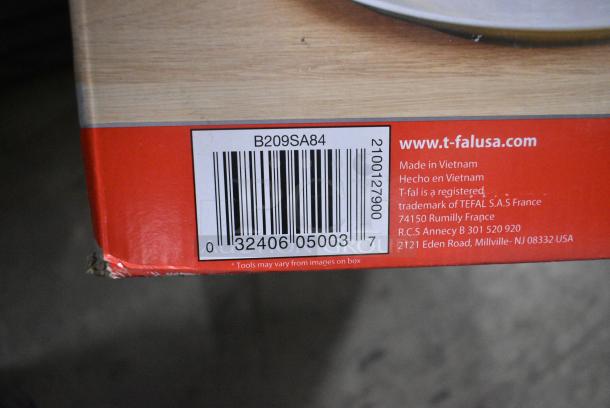 B209SA84
2100127900
0 32406 05003 7
* Tools may vary from images on box
www.t-falusa.com
Made in Vietnam
Hecho en Vietnam
T-fal is a registered
trademark of TEFAL S.A.S France
74150 Rumilly France
R.C.S Annecy B 301 520 920
2121 Eden Road, Millville- NJ 08332 USA